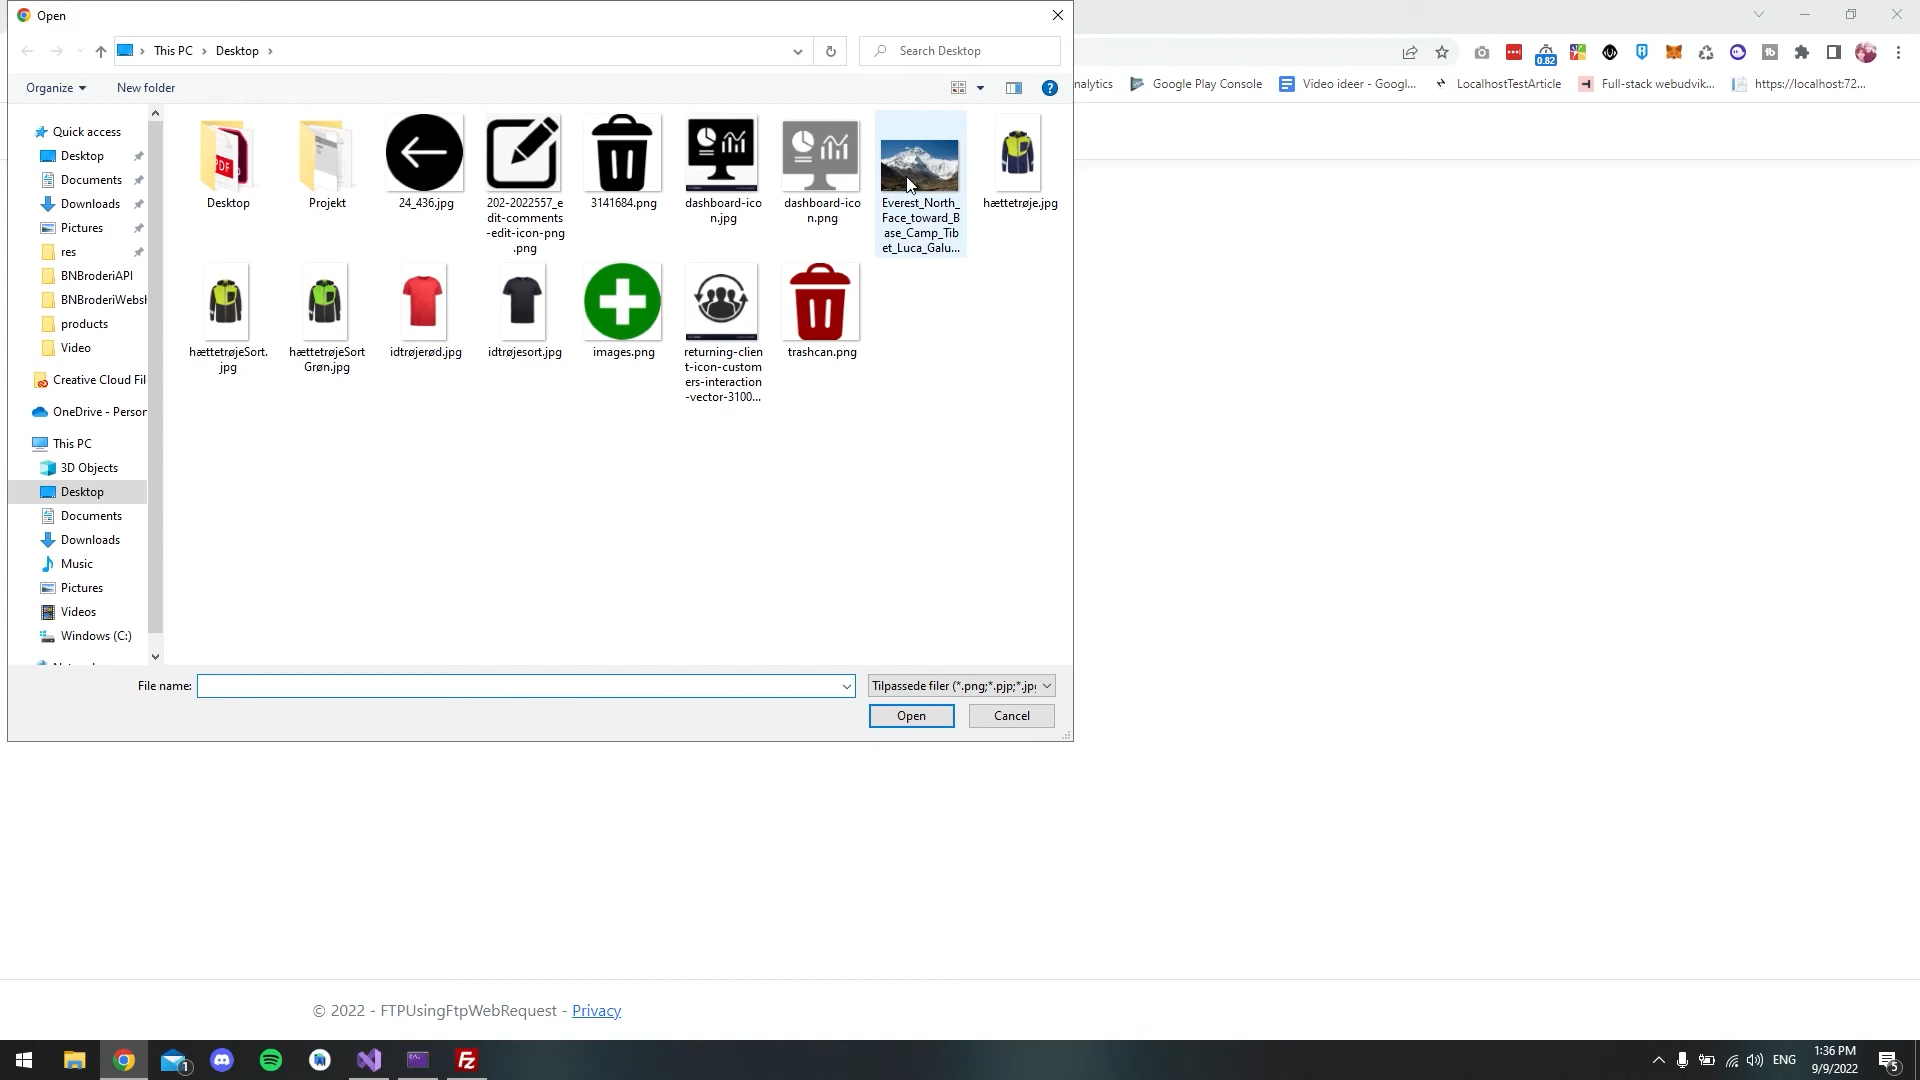 Open
This PC
Desktop
Search Desktop
Organize
New folder
0.82
nalytics
Google Play Console
Video ideer - Googl...
LocalhostTestArticle
Full-stack webudvik...
https://localhost:72...
Quick access
Desktop
Documents
Downloads
Pictures
res
BNBroderiAPI
BNBroderiWebsh
products
Video
Creative Cloud Fil
OneDrive - Person
This PC
3D Objects
Desktop
Documents
Downloads
Music
Pictures
Videos
Windows (C:)
PDF
Desktop
Projekt
24_436.jpg
202-2022557_e
dit-comments
-edit-icon-png
.png
3141684.png
dashboard-ico
n.jpg
dashboard-ico
n.png
Everest_North_
Face_toward_B
ase_Camp_Tib
et_Luca_Galu...
hættetrøje.jpg
hættetrøjeSort.
jpg
hættetrøjeSort
Grøn.jpg
idtrøjerød.jpg
idtrøjesort.jpg
images.png
returning-clien
t-icon-custom
ers-interaction
-vector-3100...
trashcan.png
File name:
Tilpassede filer (*.png;*.pjp;*.jp
Open
Cancel
© 2022 - FTPUsingFtpWebRequest - Privacy
1
ENG
1:36 PM
9/9/2022
5